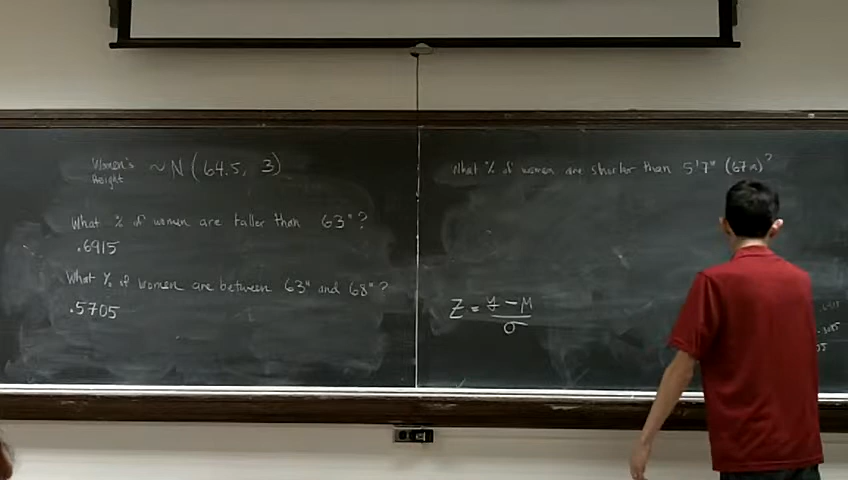 Women's
Height ~ N(64.5, 3)
What % of women are taller than 63"?
.6915
What % of women are between 63" and 68"?
.5705
What % of women are shorter than 5'7" (67in)?
Z = y - μ
σ